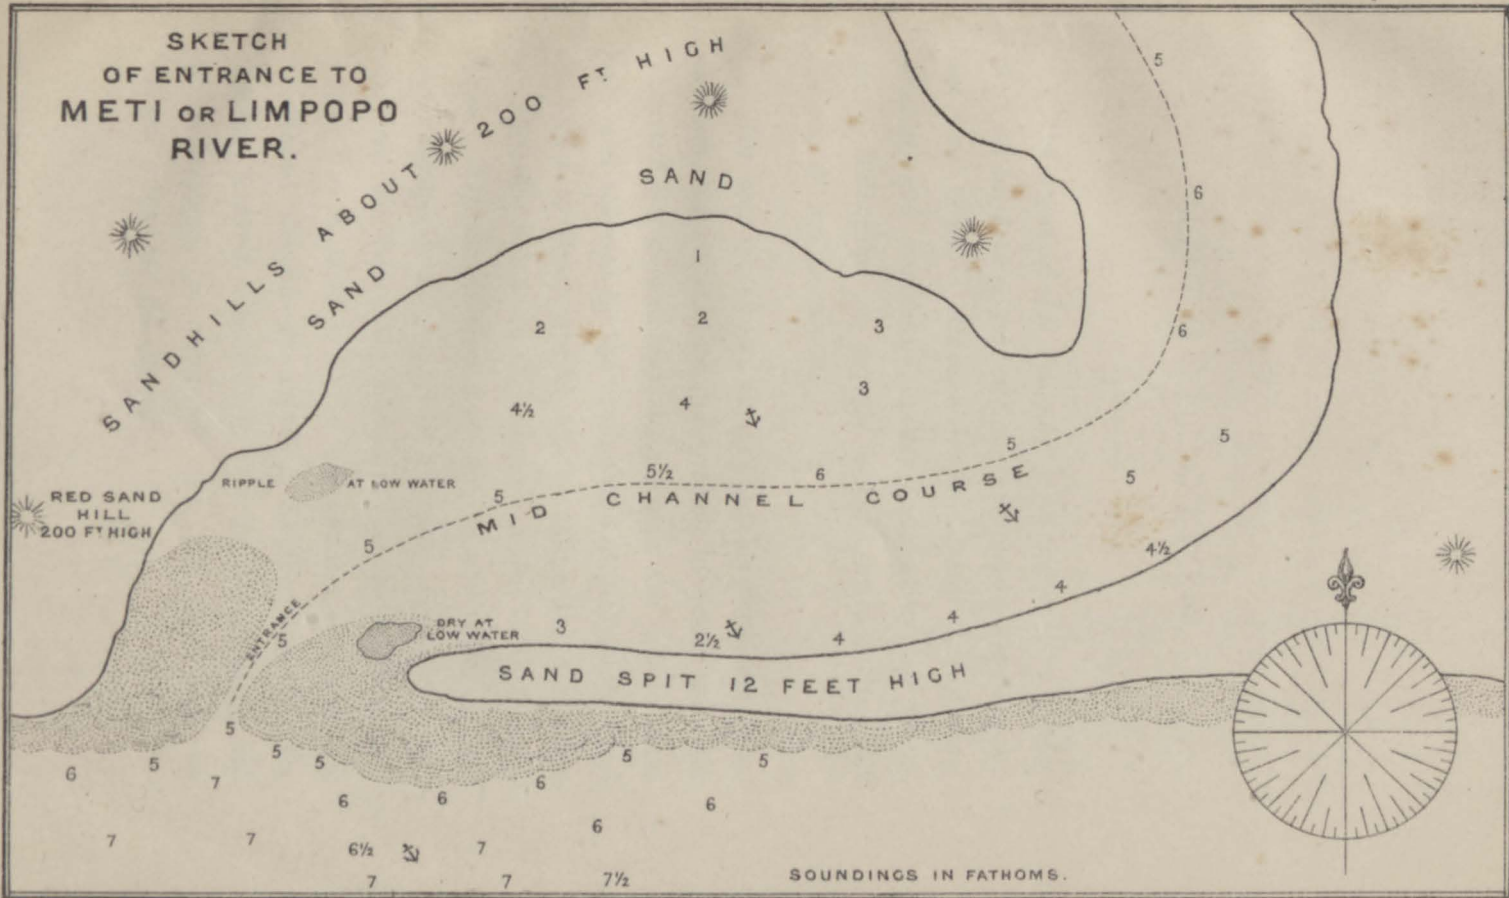 SKETCH
OF ENTRANCE TO
METI OR LIMPOPO
RIVER.
SANDHILLS ABOUT 200 FT HIGH
SAND
SAND
5
6
1
2
2
3
6
3
4½
4
5
5
5½
6
5
RIPPLE
AT LOW WATER
5
MID CHANNEL COURSE
RED SAND
HILL
200 FT HIGH
5
4½
4
ENTRANCE
5
DRY AT
LOW WATER
3
2½
4
4
SAND SPIT 12 FEET HIGH
5
5
5
5
5
5
6
7
6
6
6
6
6
7
7
6½
7
7
7
7½
SOUNDINGS IN FATHOMS.